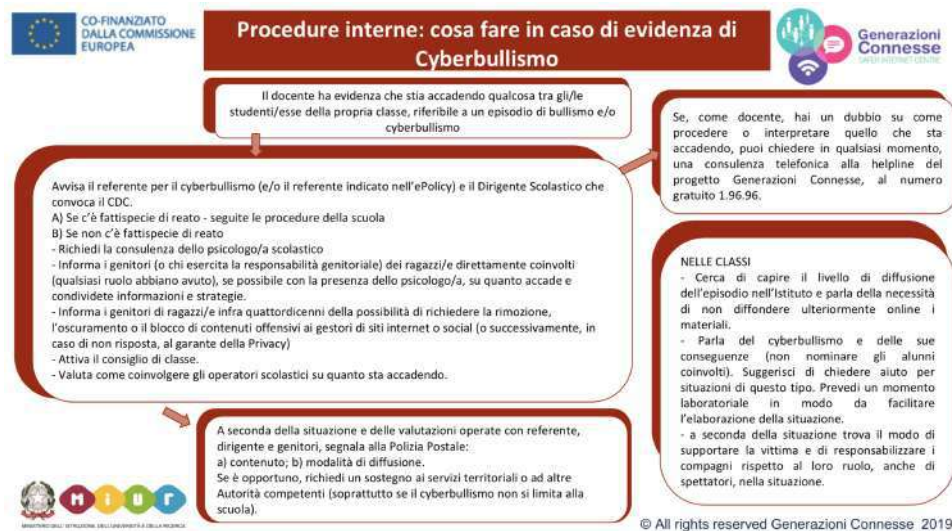 CO-FINANZIATO
DALLA COMMISSIONE
EUROPEA
Procedure interne: cosa fare in caso di evidenza di
Cyberbullismo
Generazioni
Connesse
SAFER INTERNET CENTRE
Il docente ha evidenza che stia accadendo qualcosa tra gli/le
studenti/esse della propria classe, riferibile a un episodio di bullismo e/o
cyberbullismo
Se, come docente, hai un dubbio su come
procedere o interpretare quello che sta
accadendo, puoi chiedere in qualsiasi momento,
una consulenza telefonica alla helpline del
progetto Generazioni Connesse, al numero
gratuito 1.96.96.
Avvisa il referente per il cyberbullismo (e/o il referente indicato nell'ePolicy) e il Dirigente Scolastico che
convoca il CDC.
A) Se c'è fattispecie di reato - seguite le procedure della scuola
B) Se non c'è fattispecie di reato
- Richiedi la consulenza dello psicologo/a scolastico
- Informa i genitori (o chi esercita la responsabilità genitoriale) dei ragazzi/e direttamente coinvolti
(qualsiasi ruolo abbiano avuto), se possibile con la presenza dello psicologo/a, su quanto accade e
condividete informazioni e strategie.
- Informa i genitori di ragazzi/e infra quattordicenni della possibilità di richiedere la rimozione,
l'oscuramento o il blocco di contenuti offensivi ai gestori di siti internet o social (o successivamente, in
caso di non risposta, al garante della Privacy)
- Attiva il consiglio di classe.
- Valuta come coinvolgere gli operatori scolastici su quanto sta accadendo.
NELLE CLASSI
- Cerca di capire il livello di diffusione
dell'episodio nell'Istituto e parla della necessità
di non diffondere ulteriormente online i
materiali.
- Parla del cyberbullismo e delle sue
conseguenze (non nominare gli alunni
coinvolti). Suggerisci di chiedere aiuto per
situazioni di questo tipo. Prevedi un momento
laboratoriale in modo da facilitare
l'elaborazione della situazione.
- a seconda della situazione trova il modo di
supportare la vittima e di responsabilizzare i
compagni rispetto al loro ruolo, anche di
spettatori, nella situazione.
A seconda della situazione e delle valutazioni operate con referente,
dirigente e genitori, segnala alla Polizia Postale:
a) contenuto; b) modalità di diffusione.
Se è opportuno, richiedi un sostegno ai servizi territoriali o ad altre
Autorità competenti (soprattutto se il cyberbullismo non si limita alla
scuola).
miur
MINISTERO DELL'ISTRUZIONE, DELL'UNIVERSITÀ E DELLA RICERCA
© All rights reserved Generazioni Connesse